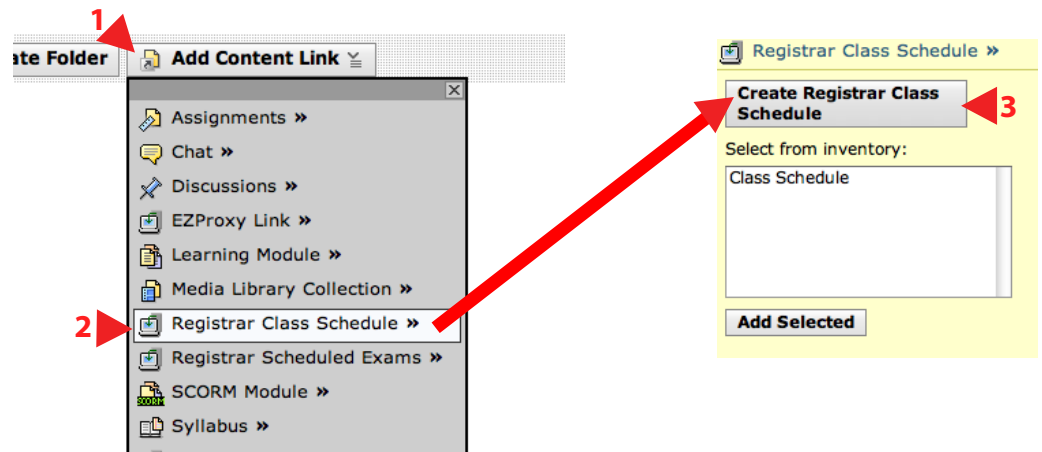 1
ate Folder
Add Content Link
Assignments »
Chat »
Discussions »
EZProxy Link »
Learning Module »
Media Library Collection »
2
Registrar Class Schedule »
Registrar Scheduled Exams »
SCORM
SCORM Module »
Syllabus »
Registrar Class Schedule »
Create Registrar Class
Schedule
3
Select from inventory:
Class Schedule
Add Selected